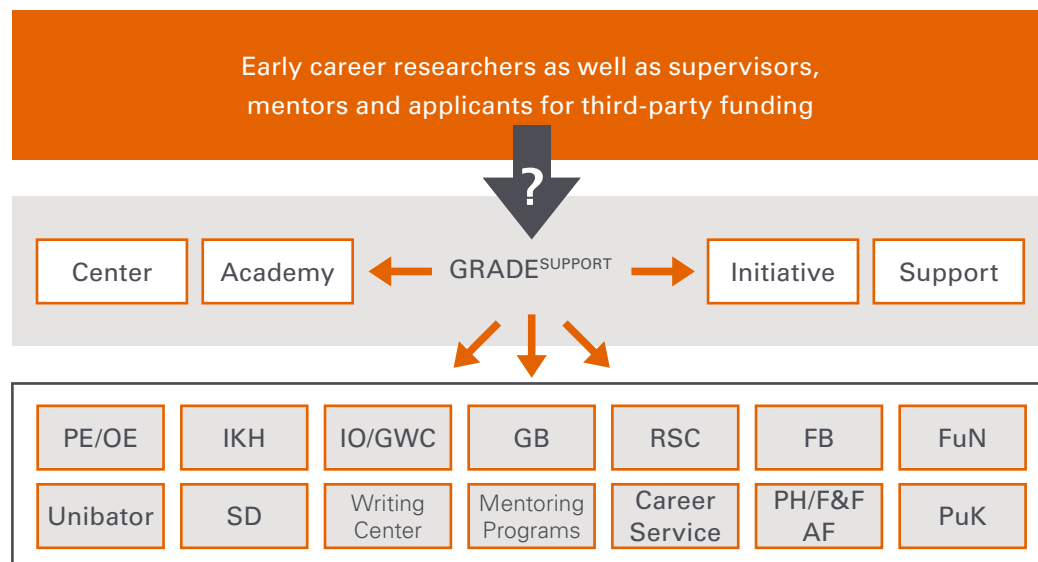 Early career researchers as well as supervisors,
mentors and applicants for third-party funding
?
Center
Academy
GRADESUPPORT
Initiative
Support
PE/OE
IKH
IO/GWC
GB
RSC
FB
FuN
Unibator
SD
Writing
Center
Mentoring
Programs
Career
Service
PH/F&F
AF
PuK